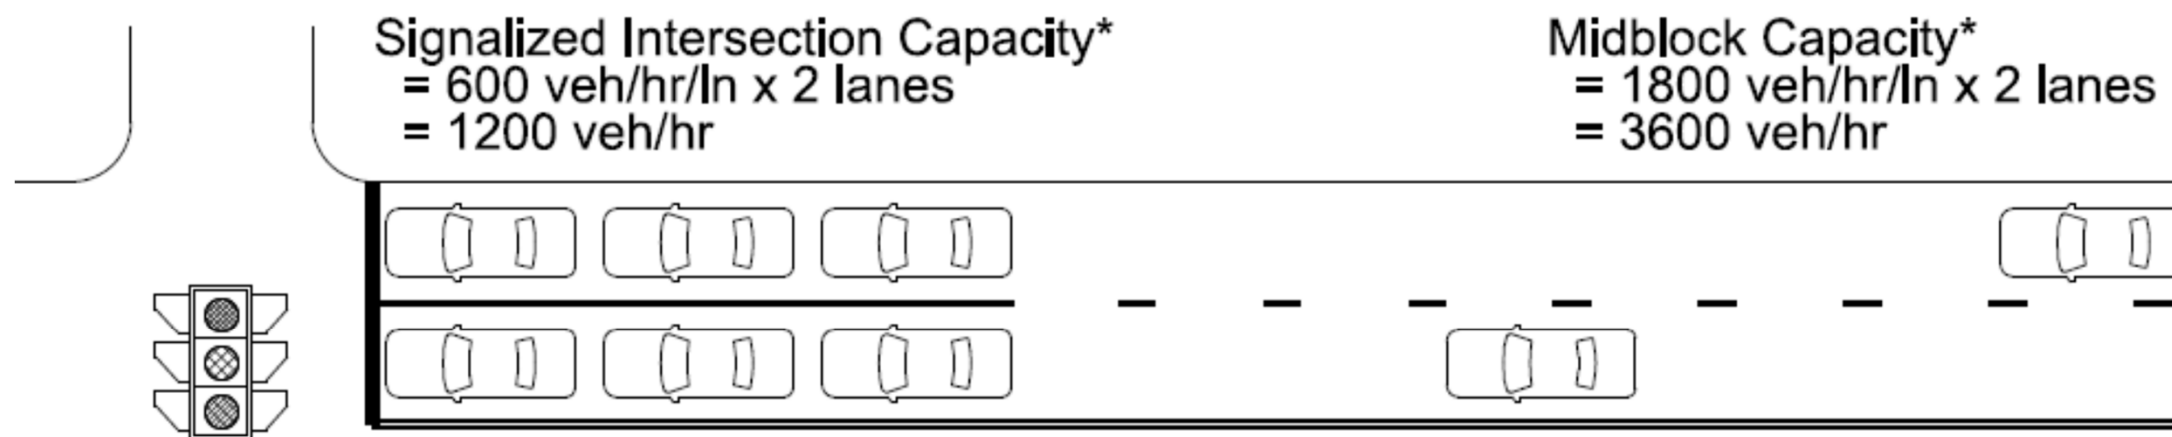 Signalized Intersection Capacity*
= 600 veh/hr/ln x 2 lanes
= 1200 veh/hr
Midblock Capacity*
= 1800 veh/hr/ln x 2 lanes
= 3600 veh/hr